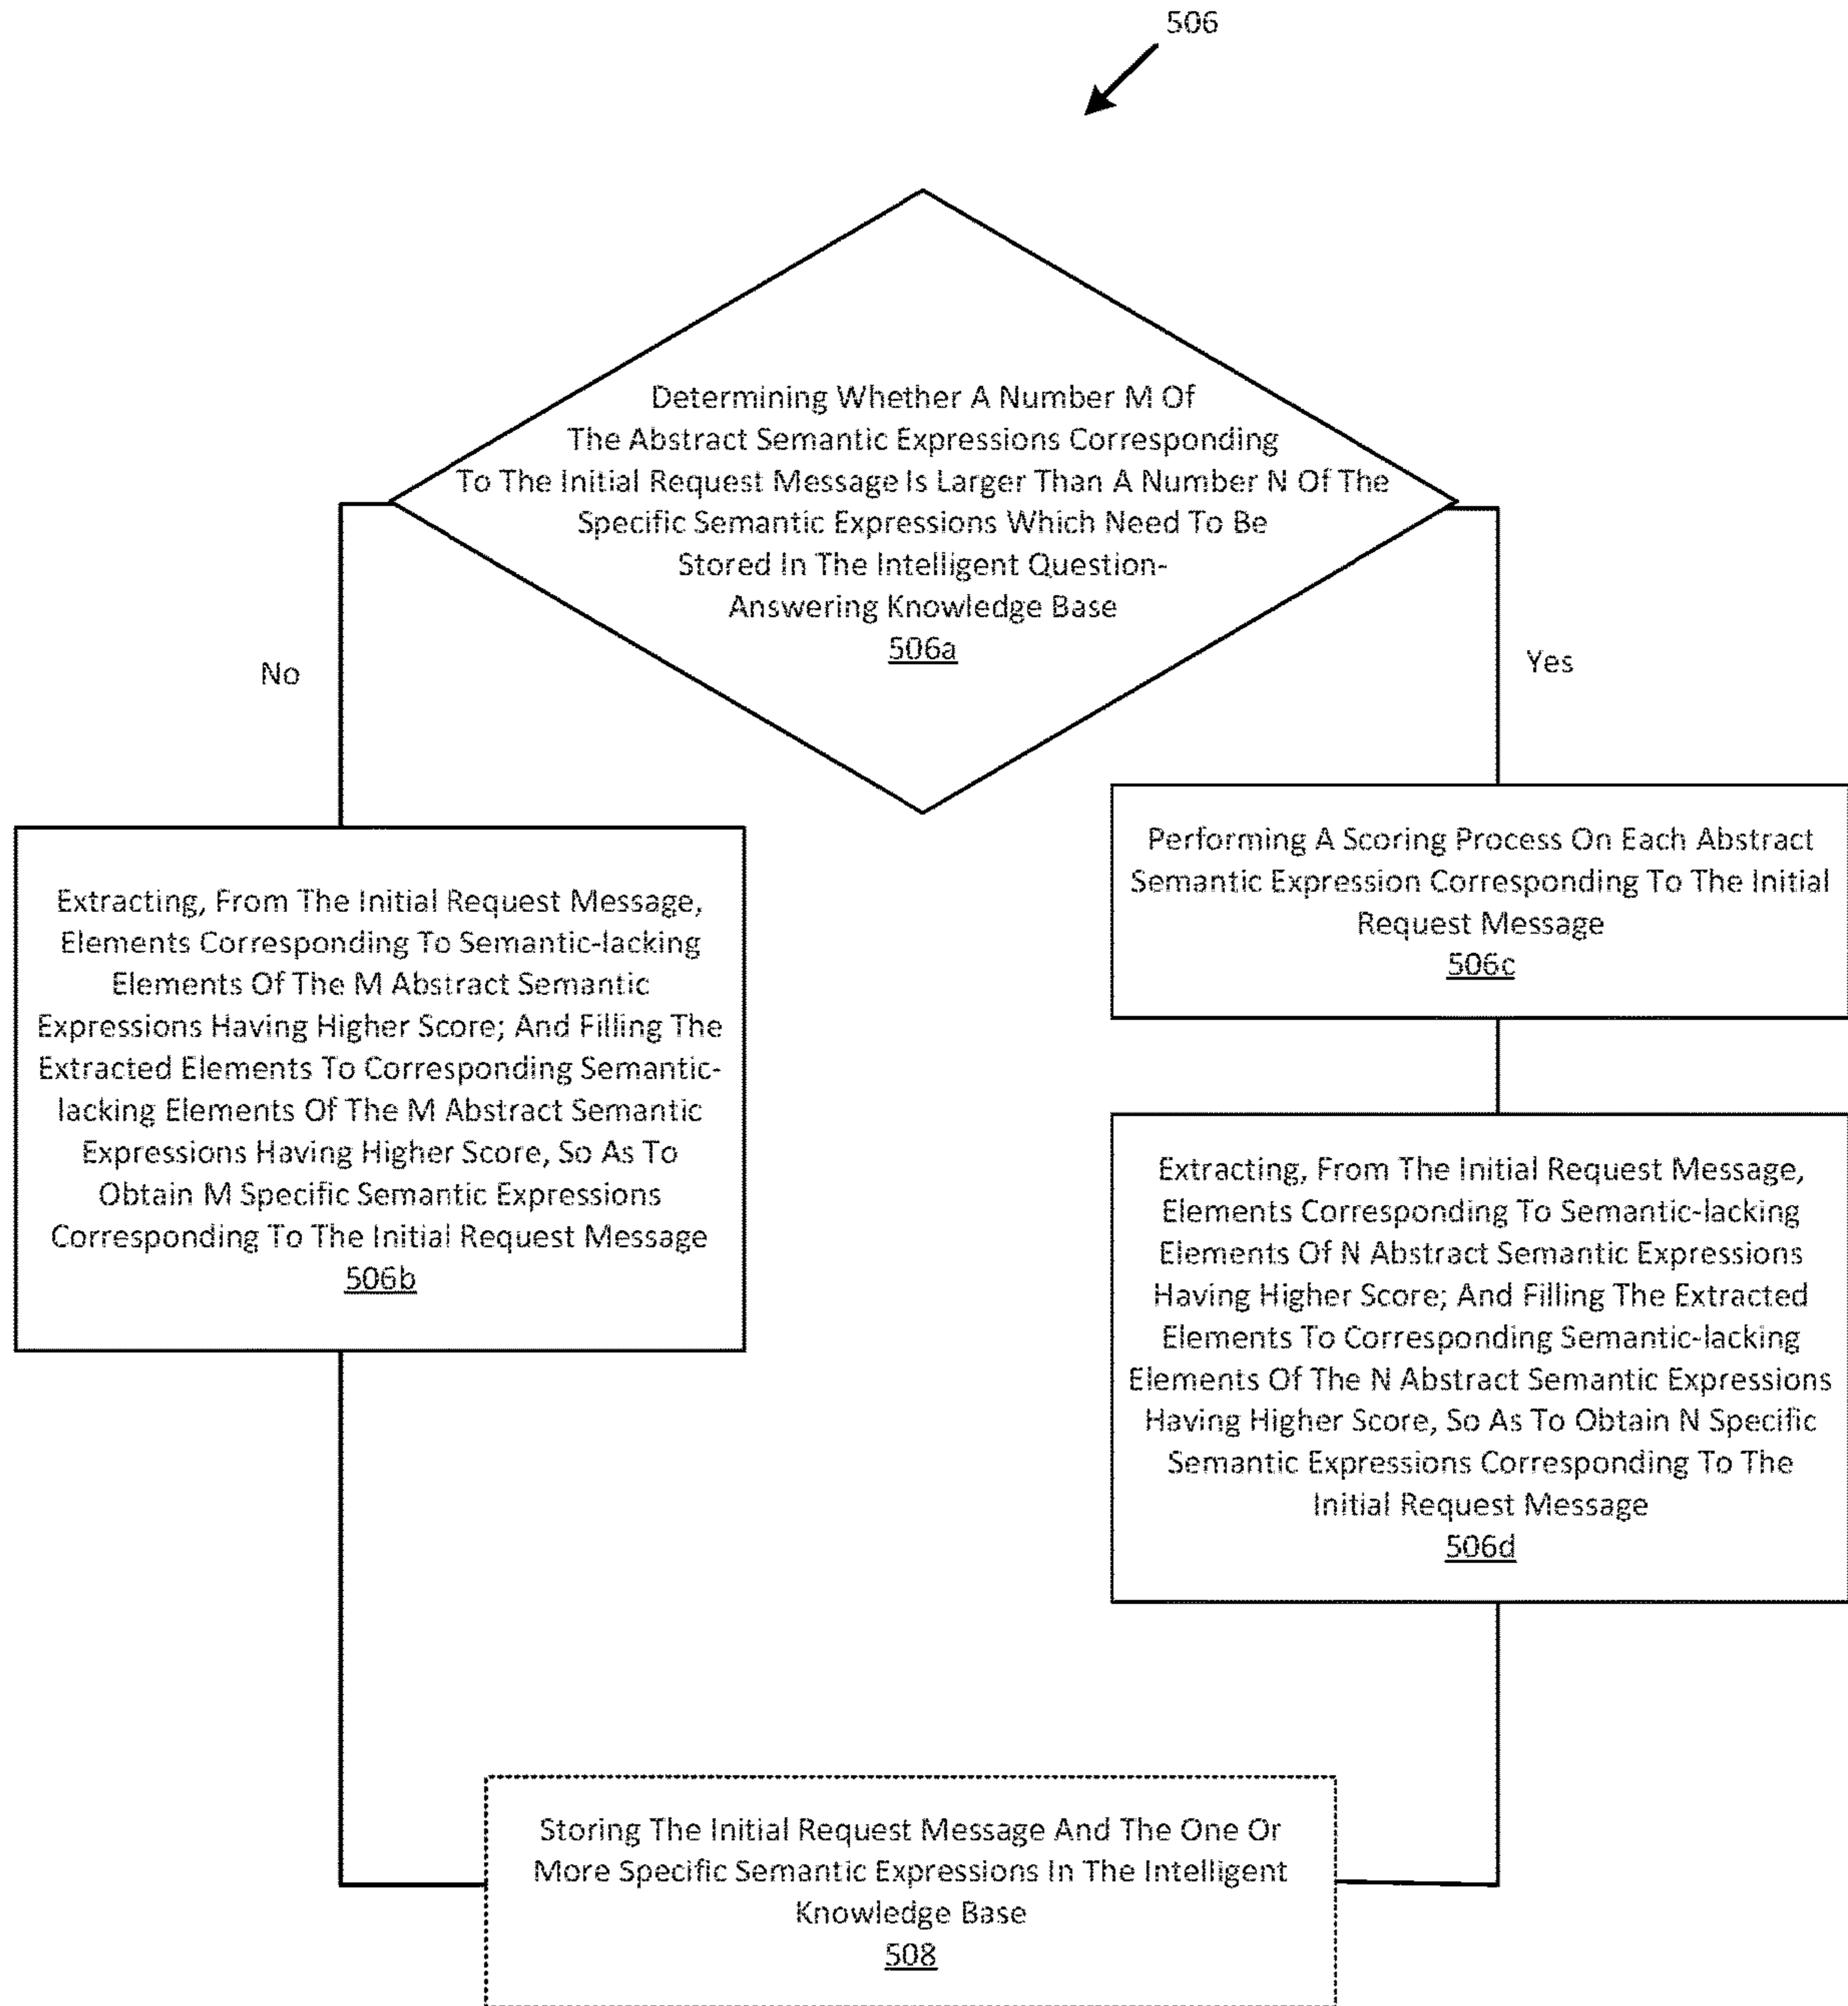 506
Determining Whether A Number M Of
The Abstract Semantic Expressions Corresponding
To The Initial Request Message Is Larger Than A Number N Of The
Specific Semantic Expressions Which Need To Be
Stored In The Intelligent Question-
Answering Knowledge Base
506a
No
Yes
Performing A Scoring Process On Each Abstract
Semantic Expression Corresponding To The Initial
Request Message
506c
Extracting, From The Initial Request Message,
Elements Corresponding To Semantic-lacking
Elements Of The M Abstract Semantic
Expressions Having Higher Score; And Filling The
Extracted Elements To Corresponding Semantic-
lacking Elements Of The M Abstract Semantic
Expressions Having Higher Score, So As To
Obtain M Specific Semantic Expressions
Corresponding To The Initial Request Message
506b
Extracting, From The Initial Request Message,
Elements Corresponding To Semantic-lacking
Elements Of N Abstract Semantic Expressions
Having Higher Score; And Filling The Extracted
Elements To Corresponding Semantic-lacking
Elements Of The N Abstract Semantic Expressions
Having Higher Score, So As To Obtain N Specific
Semantic Expressions Corresponding To The
Initial Request Message
506d
Storing The Initial Request Message And The One Or
More Specific Semantic Expressions In The Intelligent
Knowledge Base
508